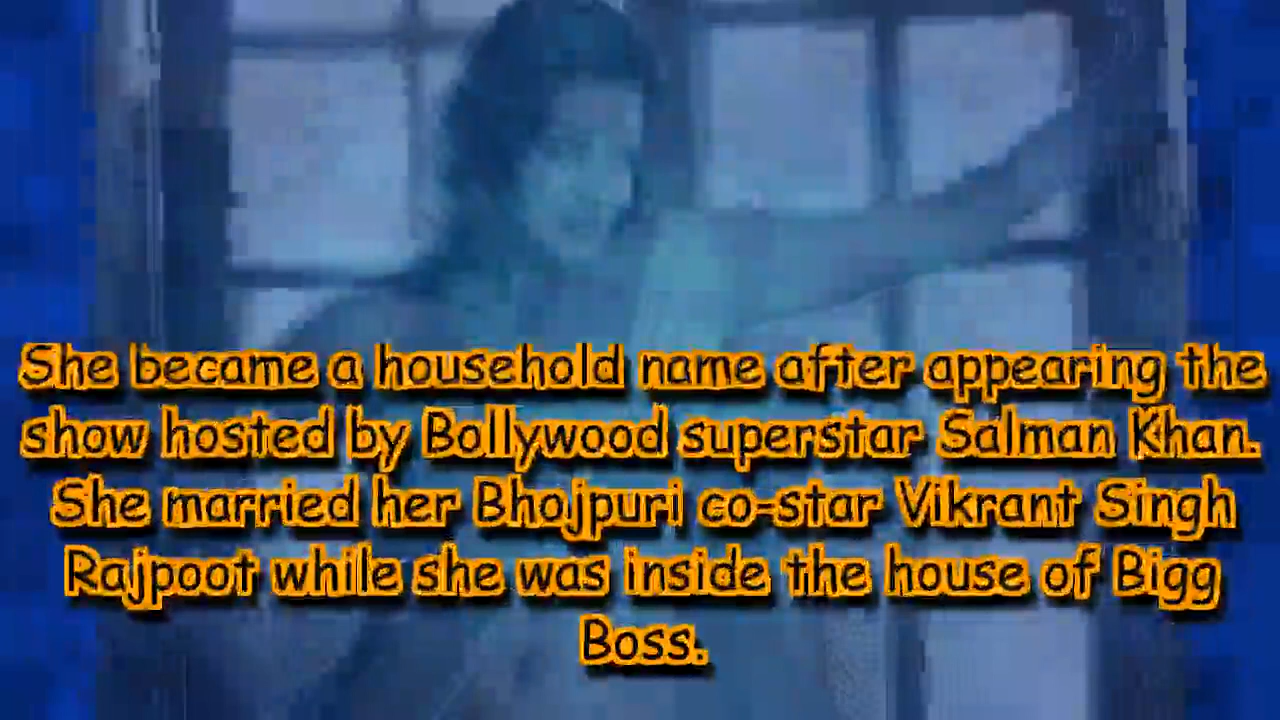 She became a household name after appearing the
show hosted by Bollywood superstar Salman Khan.
She married her Bhojpuri co-star Vikrant Singh
Rajpoot while she was inside the house of Bigg
Boss.